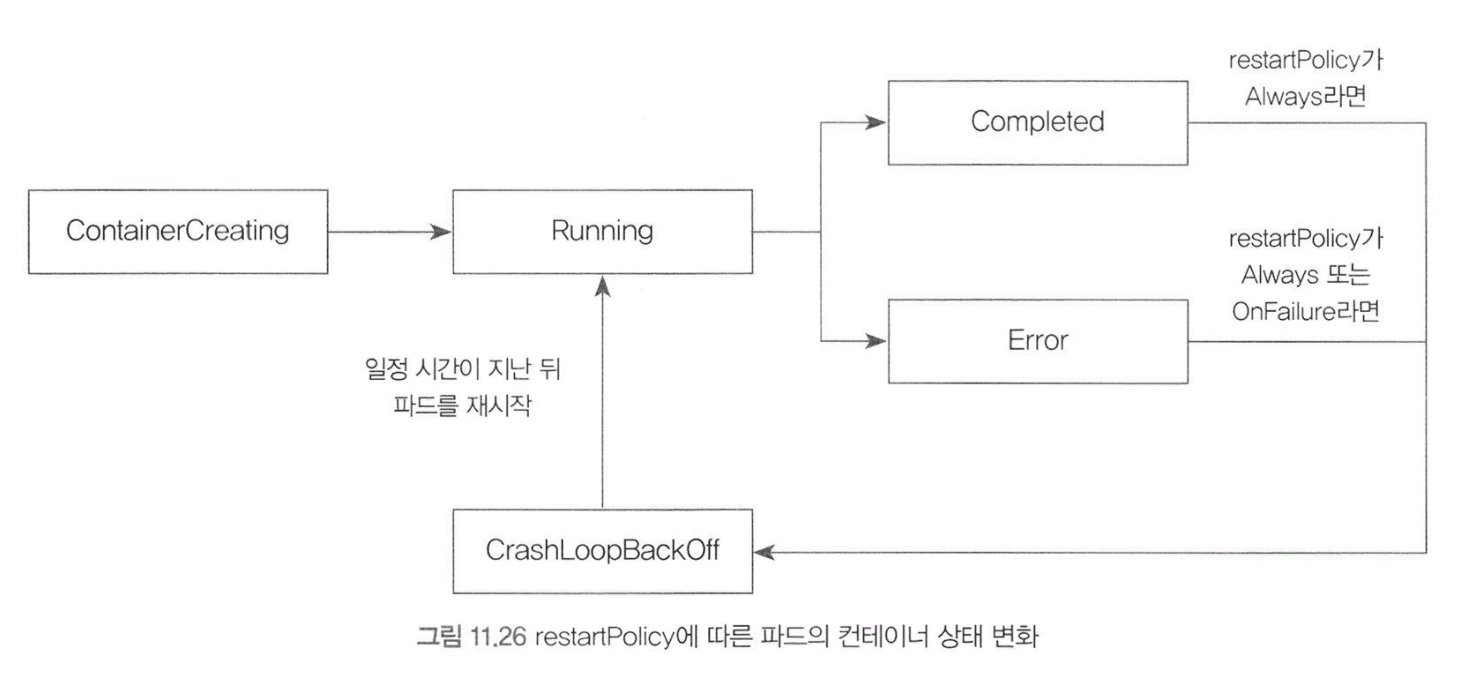 restartPolicy가
Always라면
Completed
ContainerCreating
Running
restartPolicy가
Always 또는
OnFailure라면
Error
일정 시간이 지난 뒤
파드를 재시작
CrashLoopBackOff
그림 11.26 restartPolicy에 따른 파드의 컨테이너 상태 변화